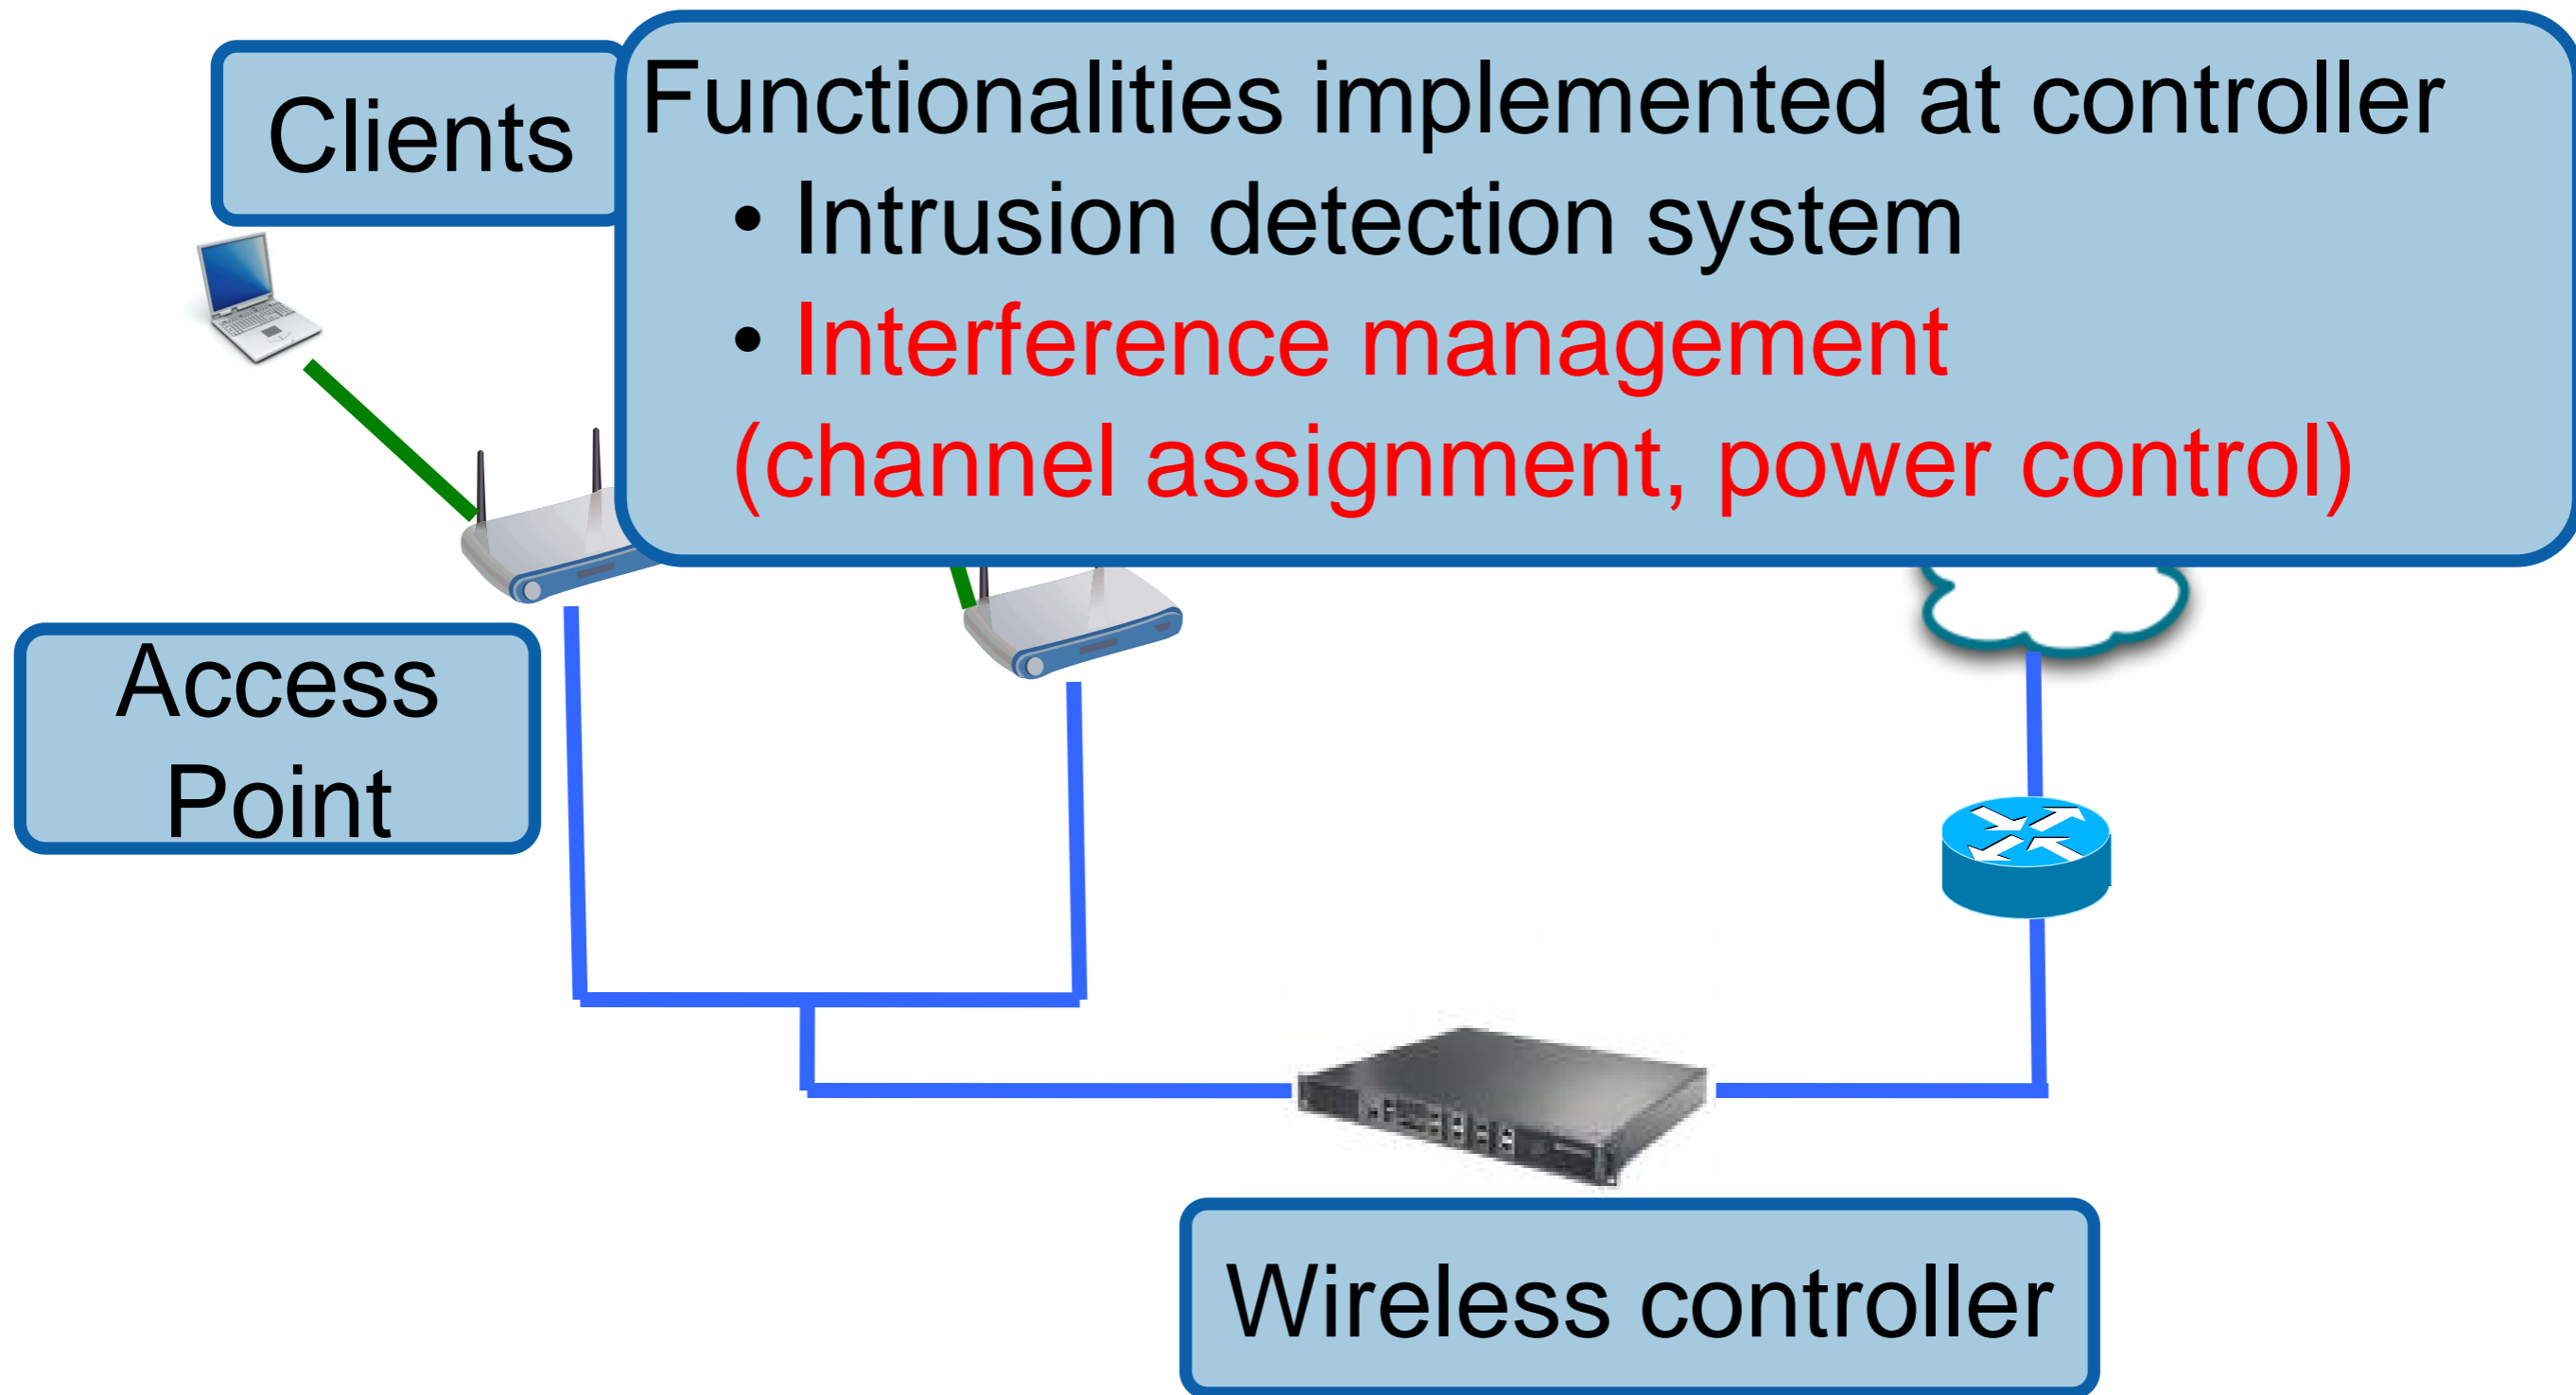 Clients
Functionalities implemented at controller
• Intrusion detection system
• Interference management
(channel assignment, power control)
Access
Point
Wireless controller